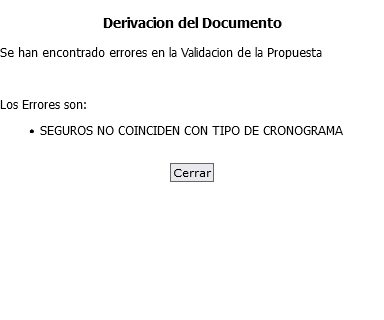 Derivacion del Documento
Se han encontrado errores en la Validacion de la Propuesta
Los Errores son:
• SEGUROS NO COINCIDEN CON TIPO DE CRONOGRAMA
Cerrar